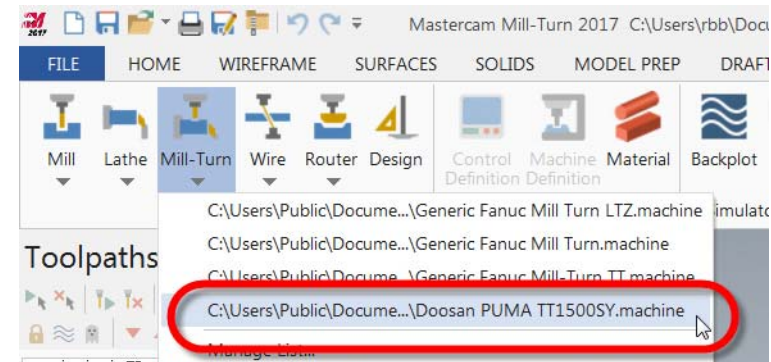 2017
Mastercam Mill-Turn 2017 C:\Users\rbb\Docu
FILE HOME WIREFRAME SURFACES SOLIDS MODEL PREP DRAFT
Mill Lathe Mill-Turn Wire Router Design Control Definition Machine Definition Material Backplot
C:\Users\Public\Docume...\Generic Fanuc Mill Turn LTZ.machine
C:\Users\Public\Docume...\Generic Fanuc Mill Turn.machine
Toolpaths
C:\Users\Public\Docume...\Generic Fanuc Mill-Turn TT.machine
C:\Users\Public\Docume...\Doosan PUMA TT1500SY.machine
Manage List...